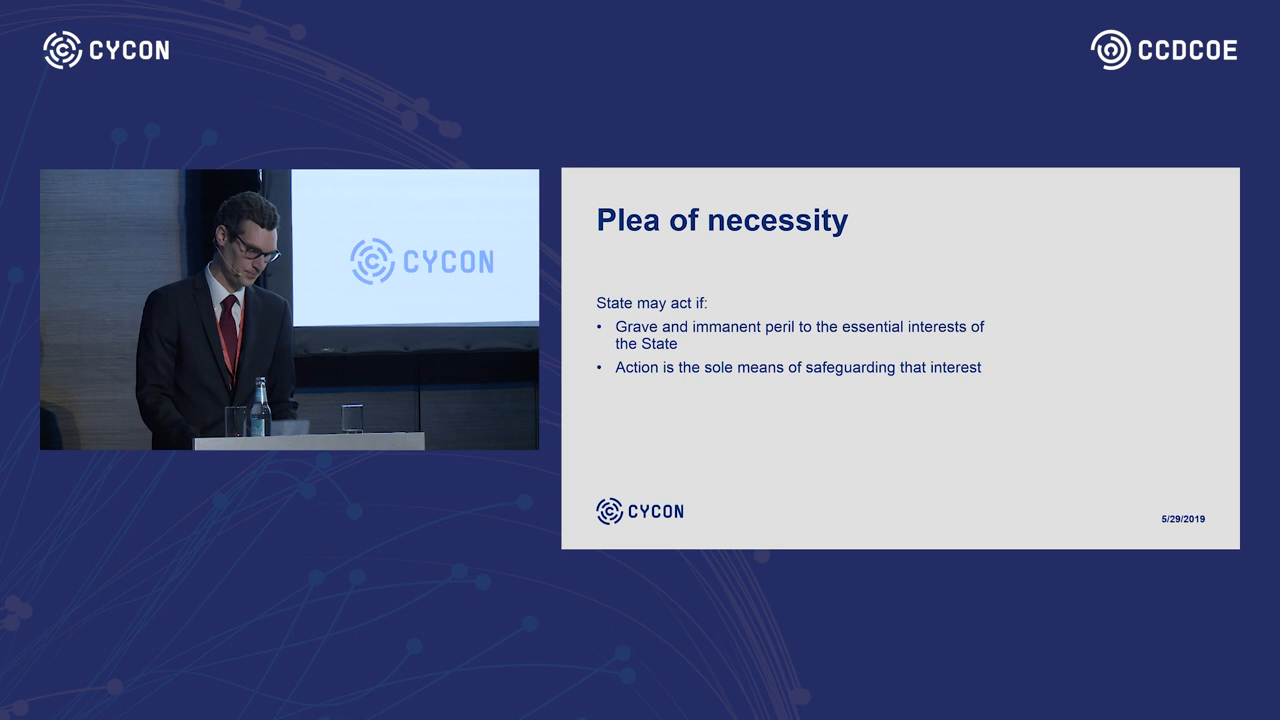 CYCON
CCDCOE
CYCON
Plea of necessity
State may act if:
• Grave and immanent peril to the essential interests of
the State
• Action is the sole means of safeguarding that interest
CYCON
5/29/2019